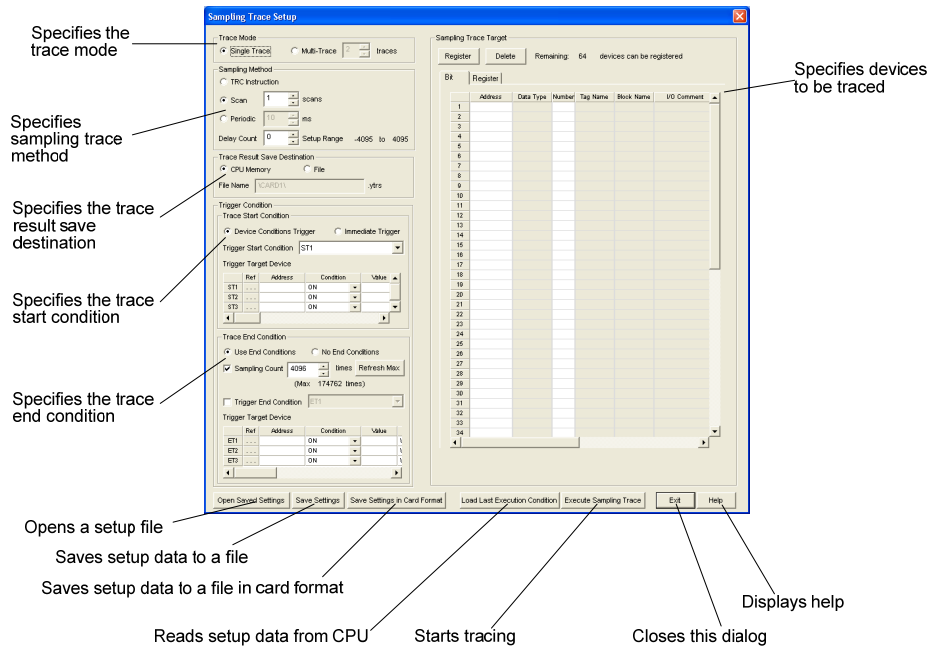 Sampling Trace Setup
Specifies the
trace mode
Trace Mode
Single Trace
Multi-Trace
2
traces
Specifies
sampling trace
method
Sampling Method
TRC Instruction
Scan
1
scans
Periodic
10
ms
Delay Count
0
Setup Range
-4095 to 4095
Specifies the trace
result save
destination
Trace Result Save Destination
CPU Memory
File
File Name
\CARD1\
.ytrs
Specifies the trace
start condition
Trigger Condition
Trace Start Condition
Device Conditions Trigger
Immediate Trigger
Trigger Start Condition
ST1
Trigger Target Device
Ref Address Condition Value
ST1 ... ON
ST2 ... ON
ST3 ... ON
Specifies the trace
end condition
Trace End Condition
Use End Conditions
No End Conditions
Sampling Count
4096
times
Refresh Max
(Max 174762 times)
Trigger End Condition
ET1
Trigger Target Device
Ref Address Condition Value
ET1 ... ON
ET2 ... ON
ET3 ... ON
Sampling Trace Target
Register
Delete
Remaining: 64 devices can be registered
Bit
Register
Address Data Type Number Tag Name Block Name I/O Comment
1
2
3
4
5
6
7
8
9
10
11
12
13
14
15
16
17
18
19
20
21
22
23
24
25
26
27
28
29
30
31
32
33
34
Specifies devices
to be traced
Open Saved Settings
Save Settings
Save Settings in Card Format
Load Last Execution Condition
Execute Sampling Trace
Exit
Help
Opens a setup file
Saves setup data to a file
Saves setup data to a file in card format
Displays help
Reads setup data from CPU
Starts tracing
Closes this dialog